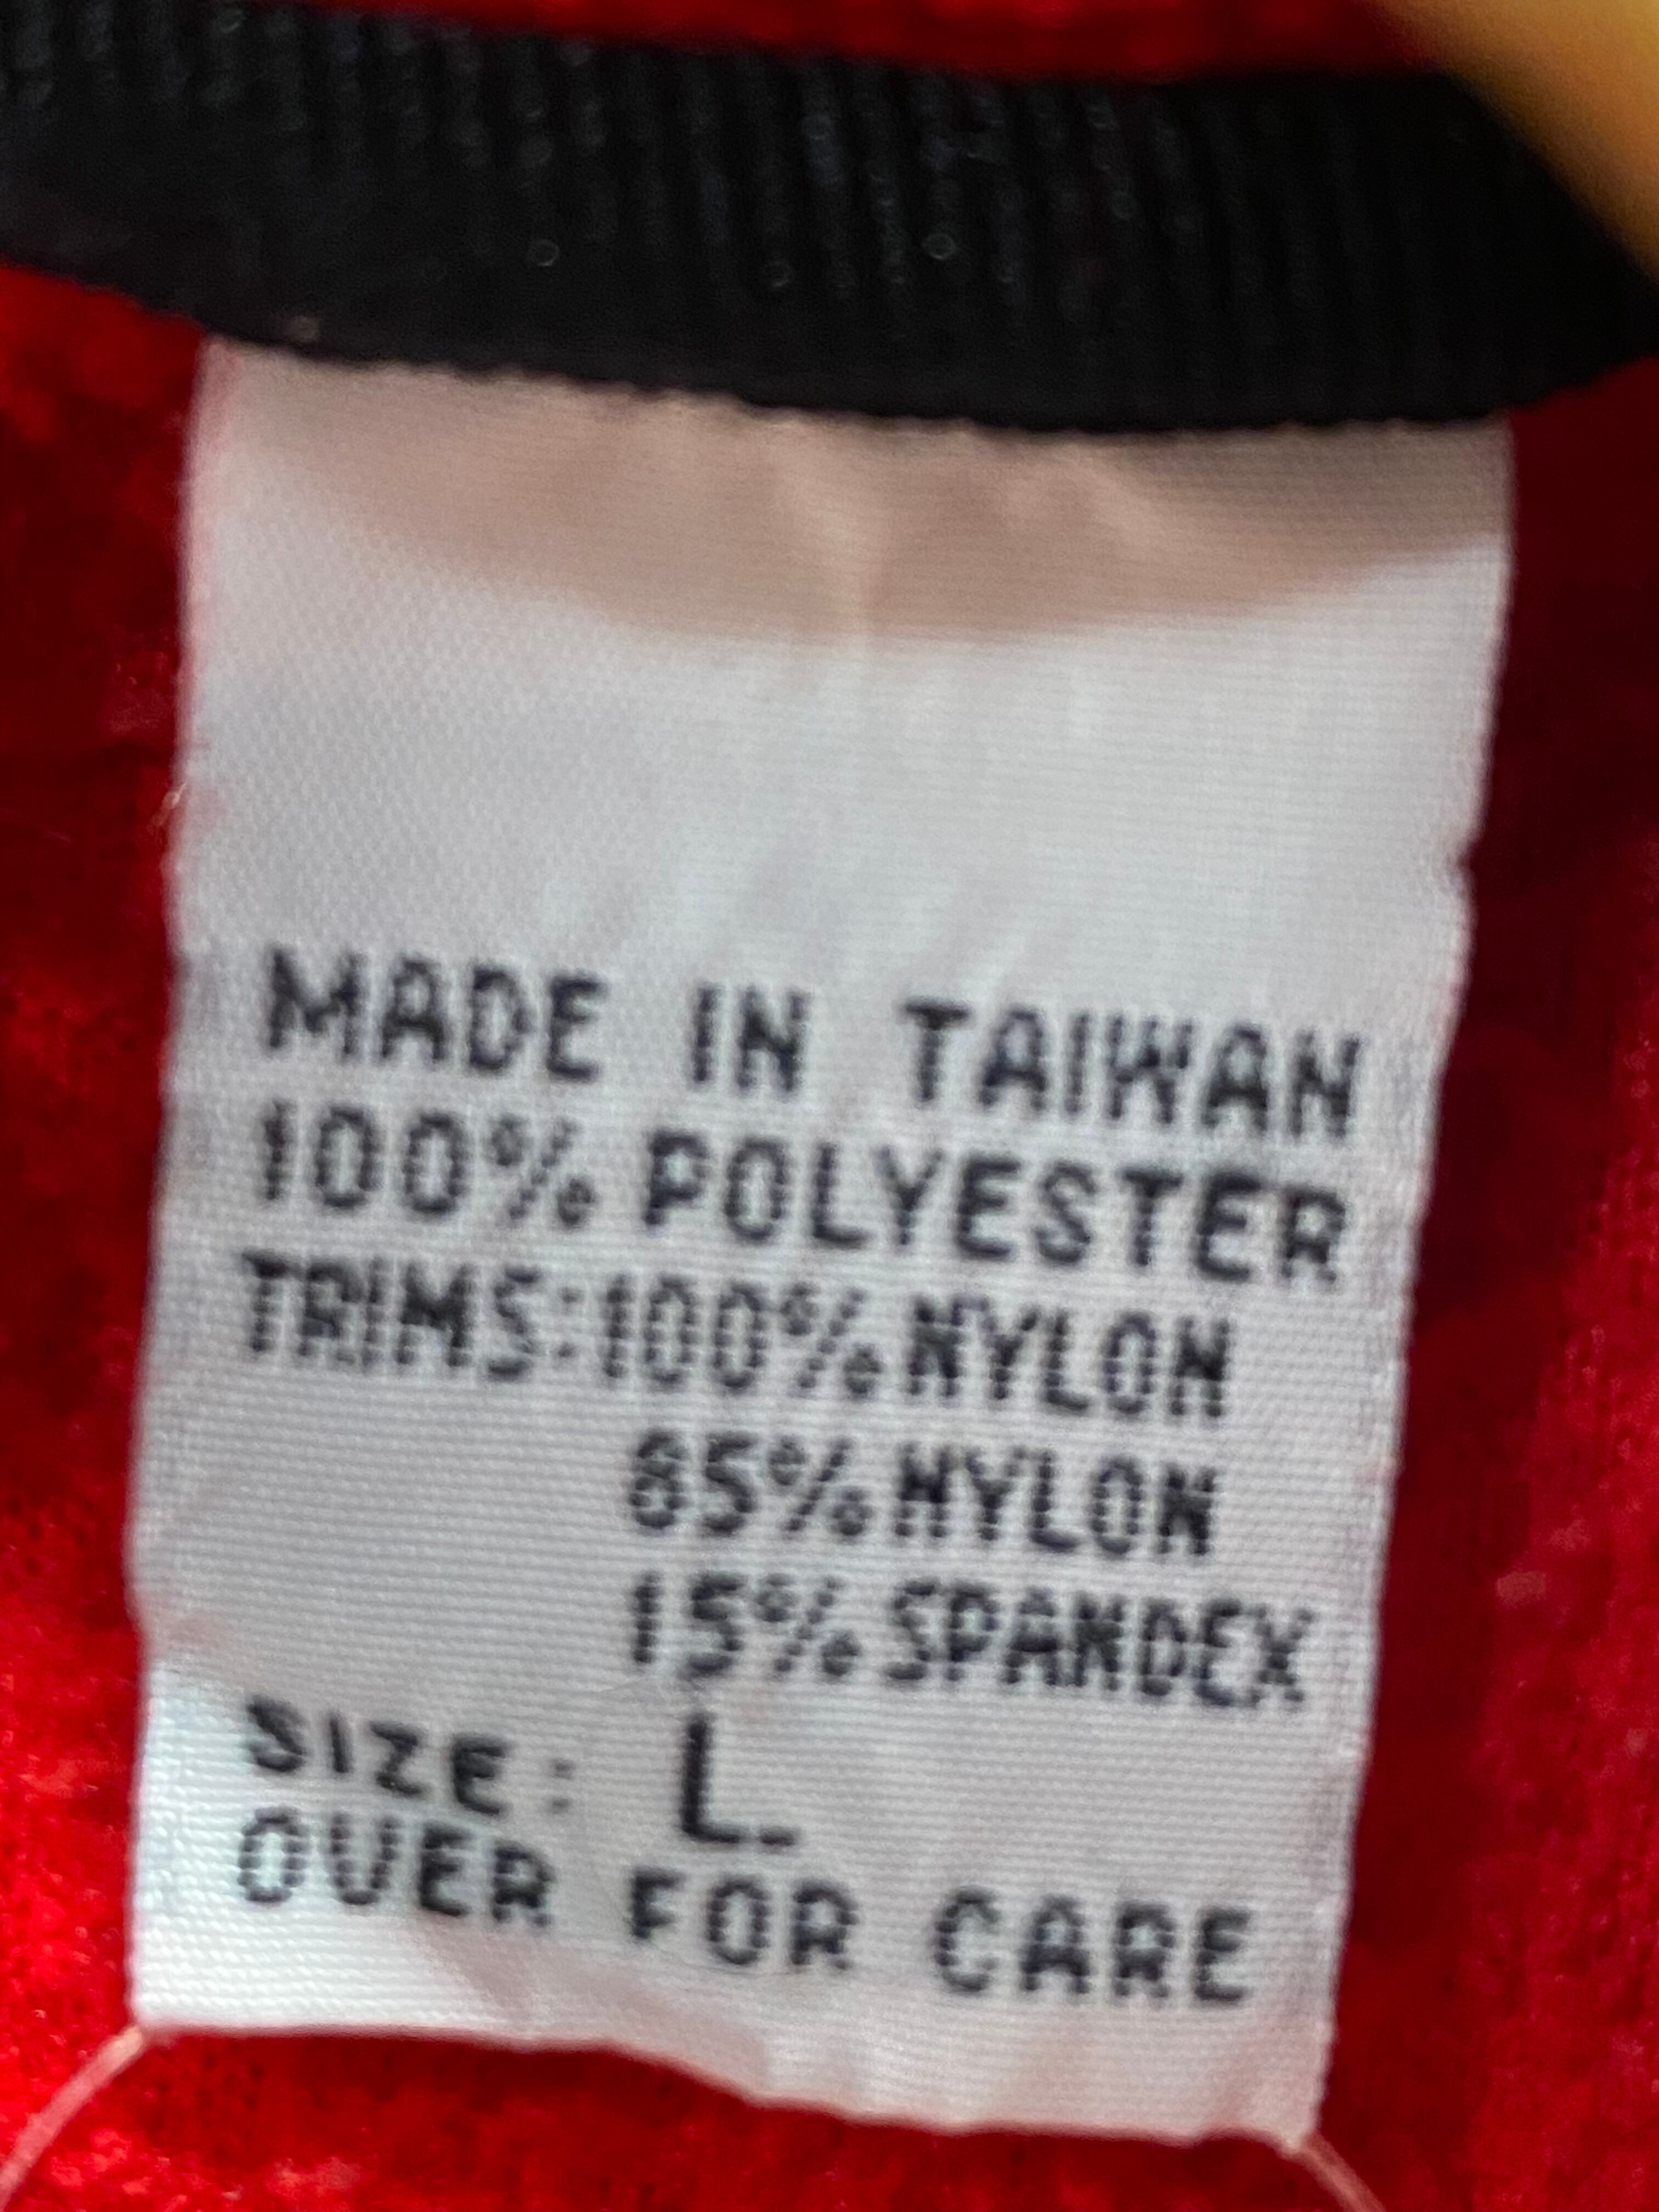 MADE IN TAIWAN
100% POLYESTER
TRIMS:100% NYLON
85% NYLON
15% SPANDEX
SIZE: L.
OVER FOR CARE